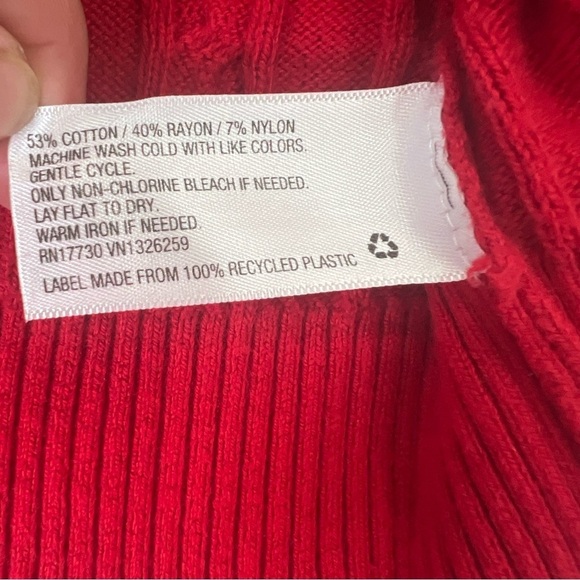 53% COTTON / 40% RAYON / 7% NYLON
MACHINE WASH COLD WITH LIKE COLORS.
GENTLE CYCLE.
ONLY NON-CHLORINE BLEACH IF NEEDED.
LAY FLAT TO DRY.
WARM IRON IF NEEDED.
RN17730 VN1326259
LABEL MADE FROM 100% RECYCLED PLASTIC